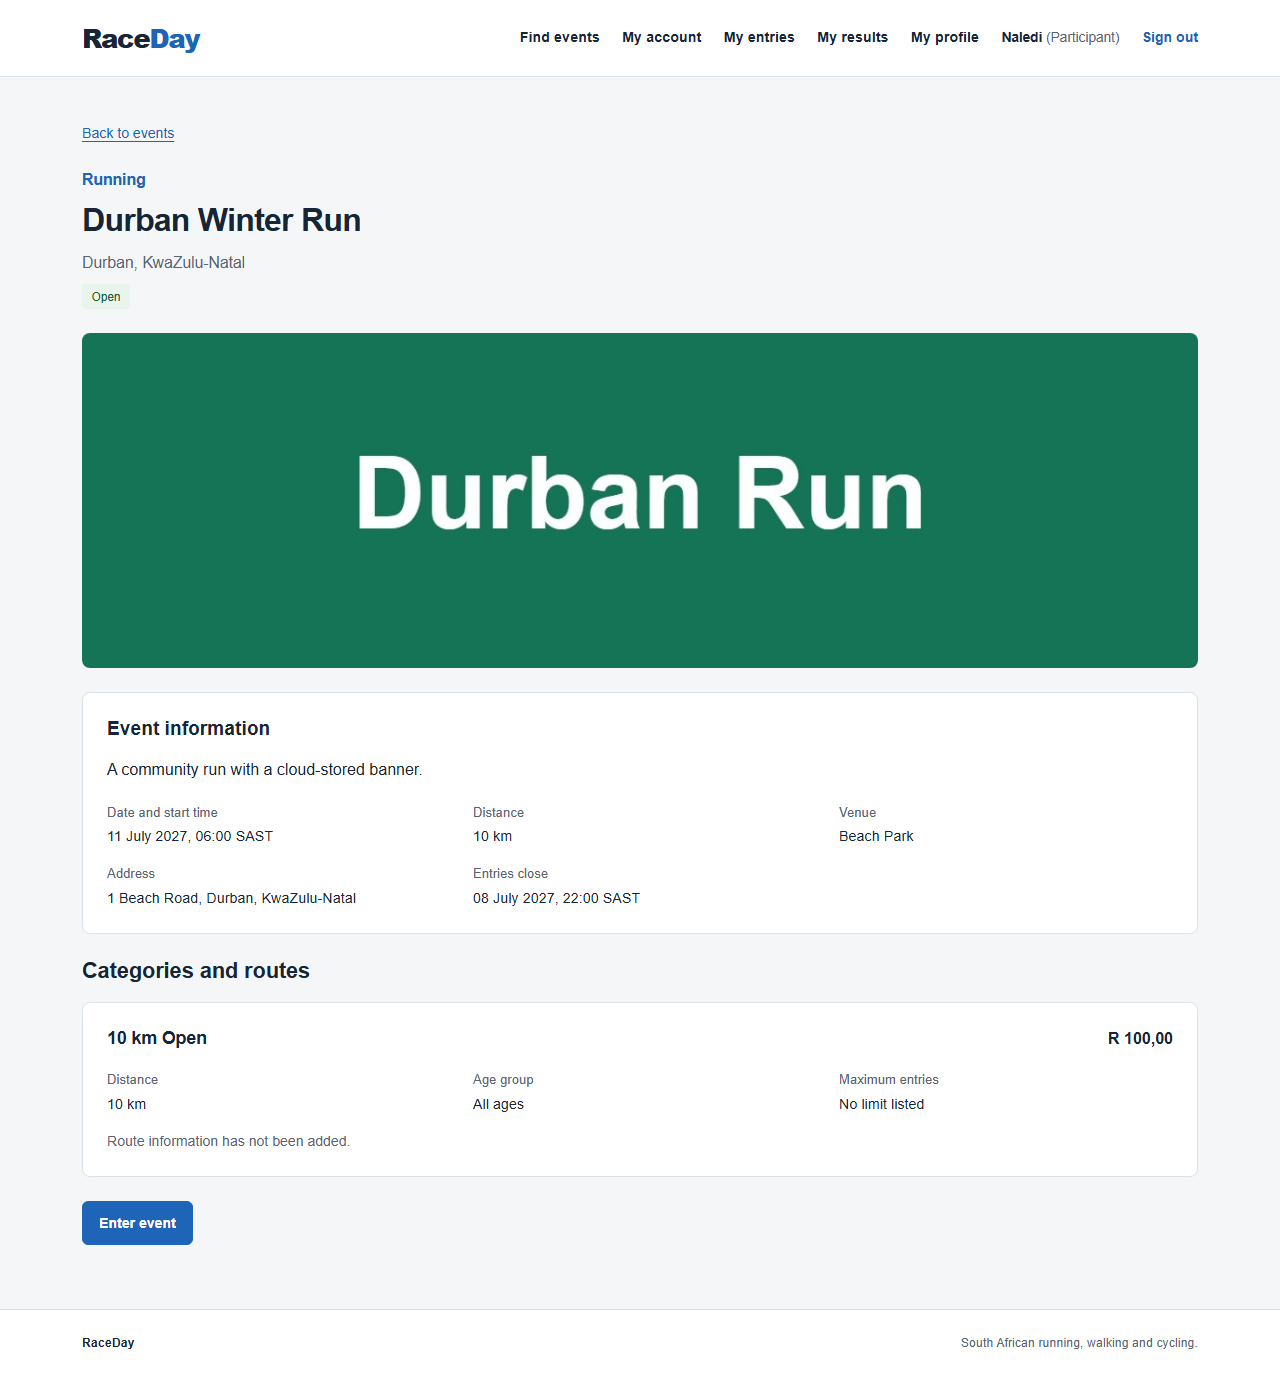 RaceDay
Find events My account My entries My results My profile Naledi (Participant) Sign out
Back to events
Running
Durban Winter Run
Durban, KwaZulu-Natal
Open
Durban Run
Event information
A community run with a cloud-stored banner.
Date and start time Distance Venue
11 July 2027, 06:00 SAST 10 km Beach Park
Address Entries close
1 Beach Road, Durban, KwaZulu-Natal 08 July 2027, 22:00 SAST
Categories and routes
10 km Open R 100,00
Distance Age group Maximum entries
10 km All ages No limit listed
Route information has not been added.
Enter event
RaceDay South African running, walking and cycling.